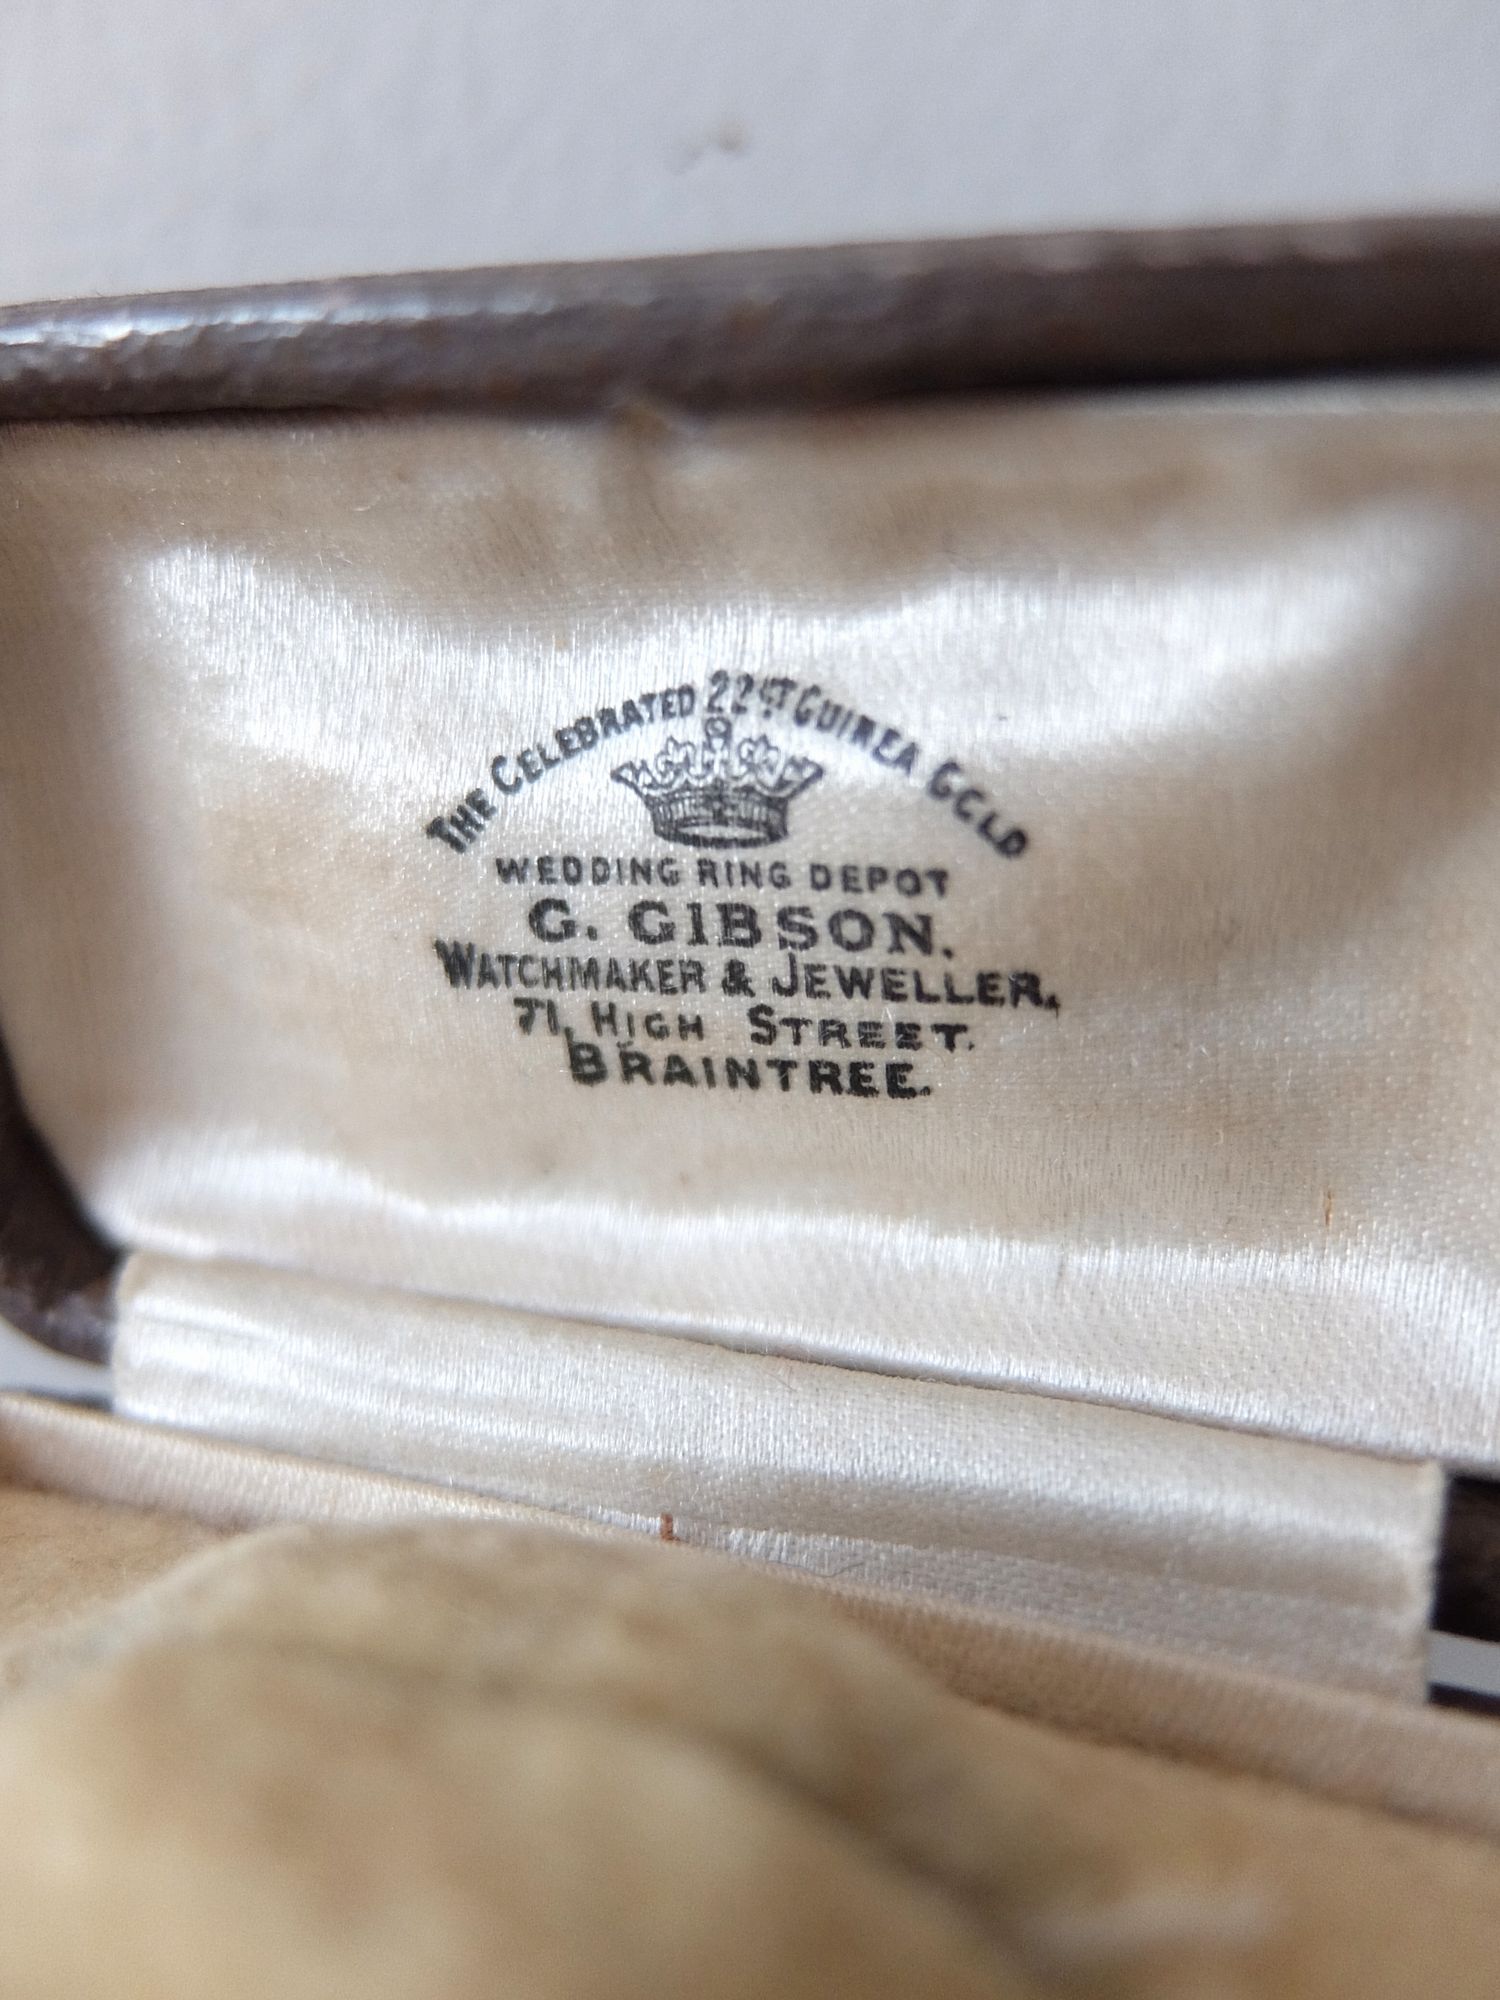 THE CELEBRATED 22CT GUINEA GOLD
WEDDING RING DEPOT
G. GIBSON.
WATCHMAKER & JEWELLER,
71, HIGH STREET.
BRAINTREE.